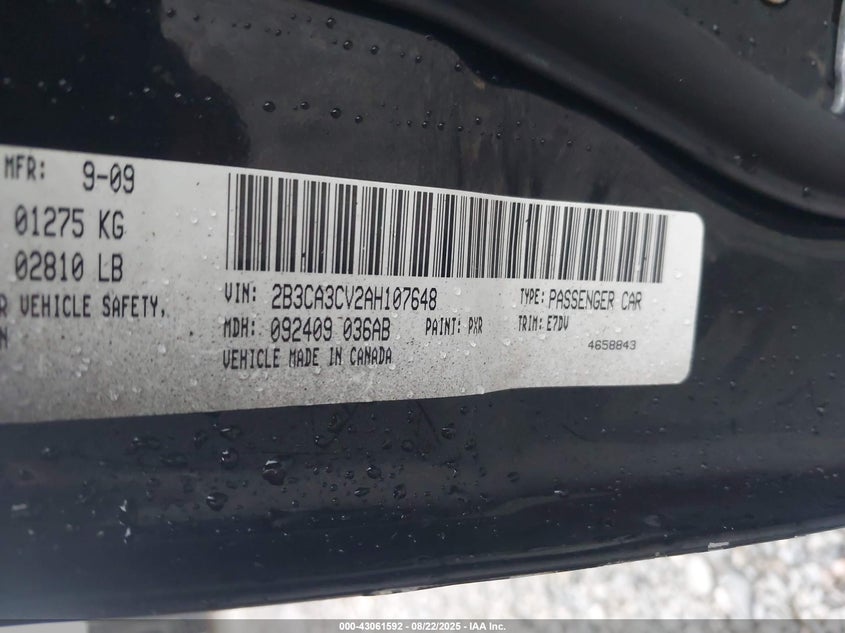 MFR: 9-09
01275 KG
02810 LB
R VEHICLE SAFETY,
N
VIN: 2B3CA3CV2AH107648 TYPE: PASSENGER CAR
MDH: 092409 036AB PAINT: PXR TRIM: E7DV
VEHICLE MADE IN CANADA 4658843
000-43061592 - 08/22/2025 - IAA Inc.